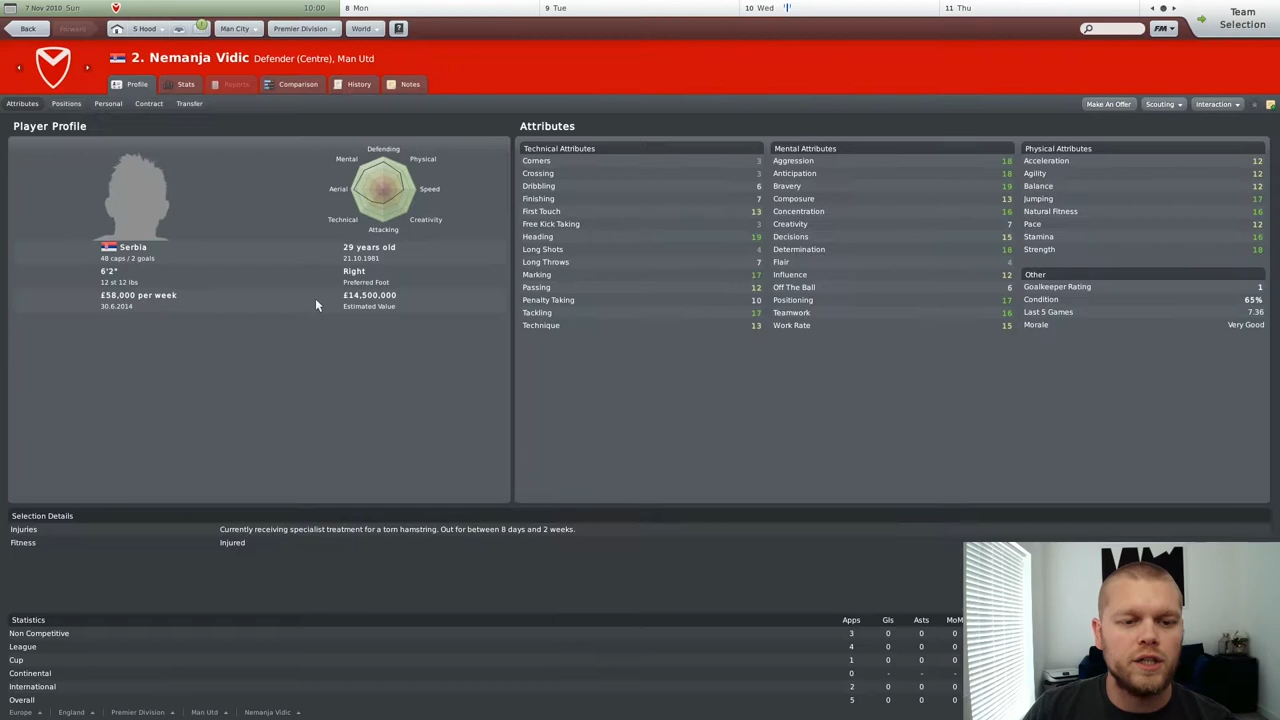 7 Nov 2010 Sun 10:00 8 Mon 9 Tue 10 Wed 11 Thu
Back Forward S Hood Man City Premier Division World FM Team Selection
2. Nemanja Vidic Defender (Centre), Man Utd
Profile Stats Reports Comparison History Notes
Attributes Positions Personal Contract Transfer Make An Offer Scouting Interaction
Player Profile
Defending
Mental Physical
Aerial Speed
Technical Creativity
Attacking
Serbia 29 years old
48 caps / 2 goals 21.10.1981
6'2" Right
12 st 12 lbs Preferred Foot
£58,000 per week £14,500,000
30.6.2014 Estimated Value
Attributes
Technical Attributes
Corners 3
Crossing 3
Dribbling 6
Finishing 7
First Touch 13
Free Kick Taking 3
Heading 19
Long Shots 4
Long Throws 7
Marking 17
Passing 12
Penalty Taking 10
Tackling 17
Technique 13
Mental Attributes
Aggression 18
Anticipation 18
Bravery 19
Composure 13
Concentration 16
Creativity 7
Decisions 15
Determination 18
Flair 4
Influence 12
Off The Ball 6
Positioning 17
Teamwork 16
Work Rate 15
Physical Attributes
Acceleration 12
Agility 12
Balance 12
Jumping 17
Natural Fitness 16
Pace 12
Stamina 16
Strength 18
Other
Goalkeeper Rating 1
Condition 65%
Last 5 Games 7.36
Morale Very Good
Selection Details
Injuries Currently receiving specialist treatment for a torn hamstring. Out for between 8 days and 2 weeks.
Fitness Injured
Statistics Apps Gls Asts MoM
Non Competitive 3 0 0 0
League 4 0 0 0
Cup 1 0 0 0
Continental 0 - - -
International 2 0 0 0
Overall 5 0 0 0
Europe England Premier Division Man Utd Nemanja Vidic